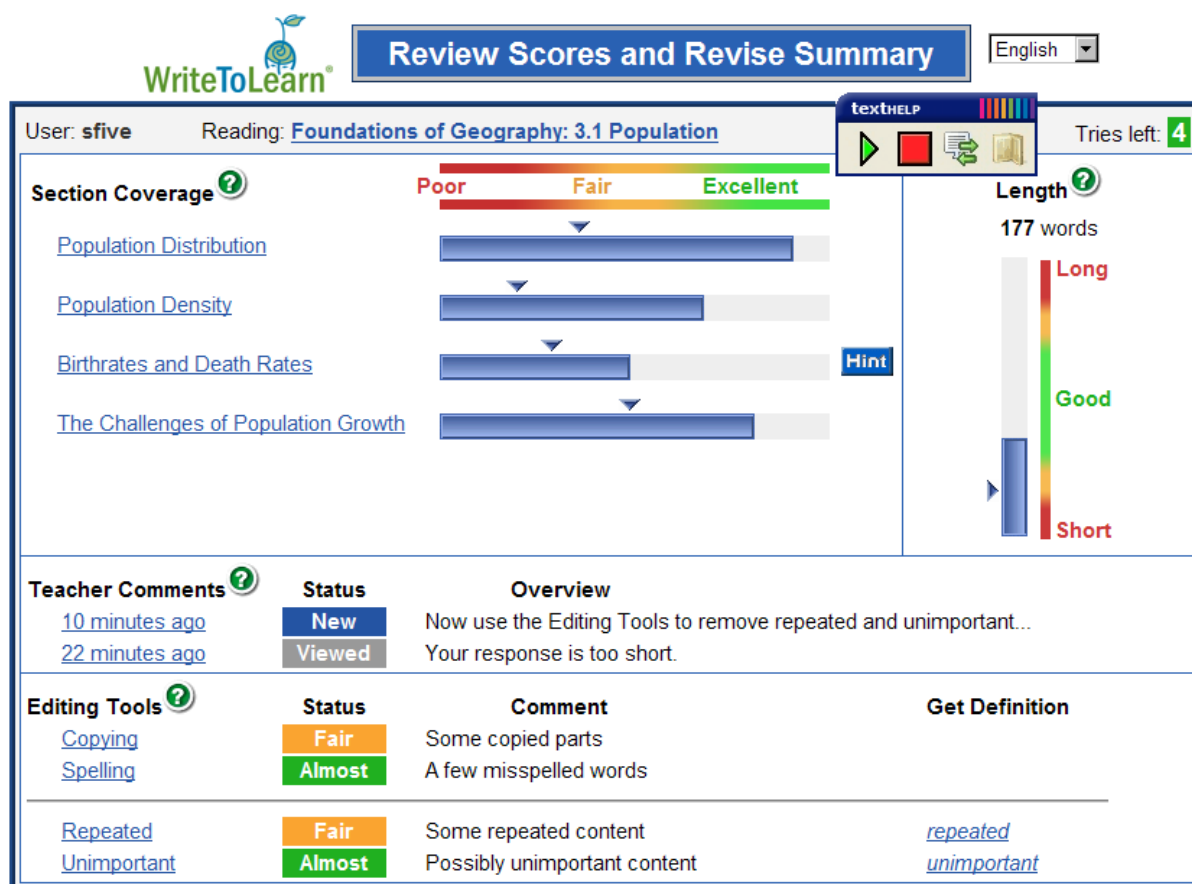 WriteToLearn®
Review Scores and Revise Summary
English
textHELP
User: sfive Reading: Foundations of Geography: 3.1 Population Tries left: 4
Section Coverage ? Poor Fair Excellent Length ?
177 words
Population Distribution
Long
Population Density
Birthrates and Death Rates Hint
Good
The Challenges of Population Growth
Short
Teacher Comments ? Status Overview
10 minutes ago New Now use the Editing Tools to remove repeated and unimportant...
22 minutes ago Viewed Your response is too short.
Editing Tools ? Status Comment Get Definition
Copying Fair Some copied parts
Spelling Almost A few misspelled words
Repeated Fair Some repeated content repeated
Unimportant Almost Possibly unimportant content unimportant